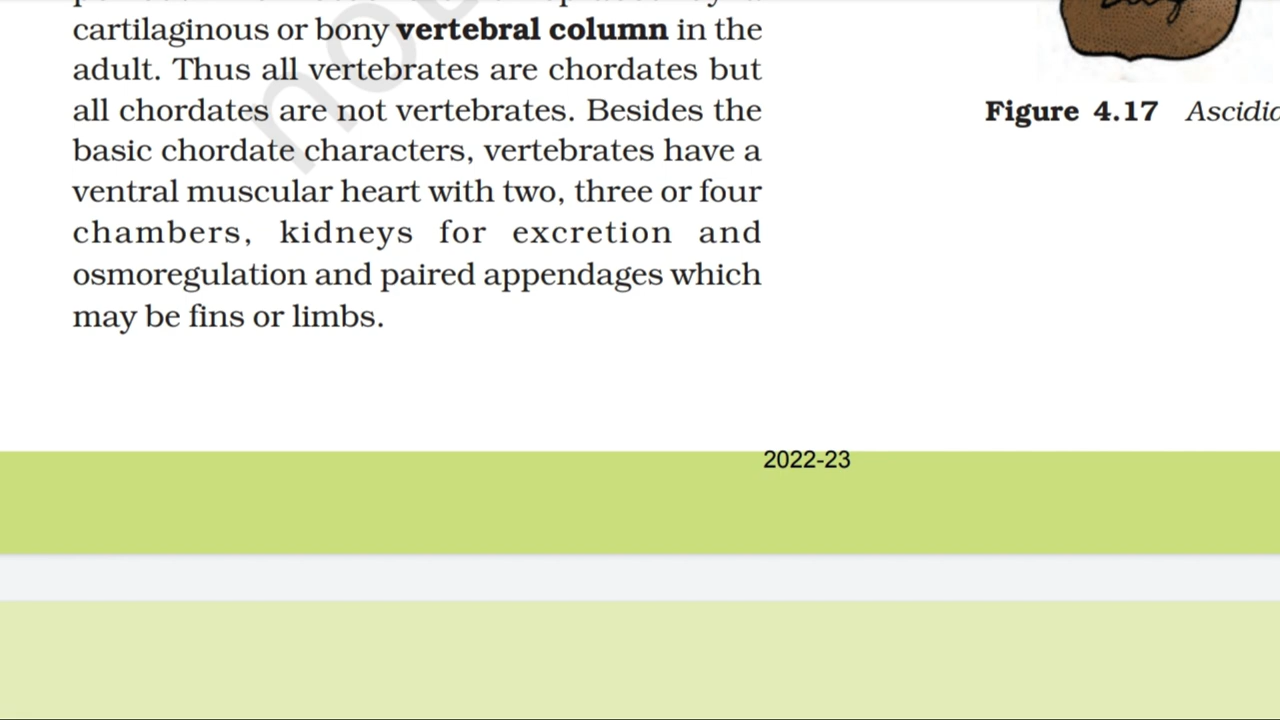 cartilaginous or bony vertebral column in the
adult. Thus all vertebrates are chordates but
all chordates are not vertebrates. Besides the
basic chordate characters, vertebrates have a
ventral muscular heart with two, three or four
chambers, kidneys for excretion and
osmoregulation and paired appendages which
may be fins or limbs.
Figure 4.17 Ascidia
2022-23